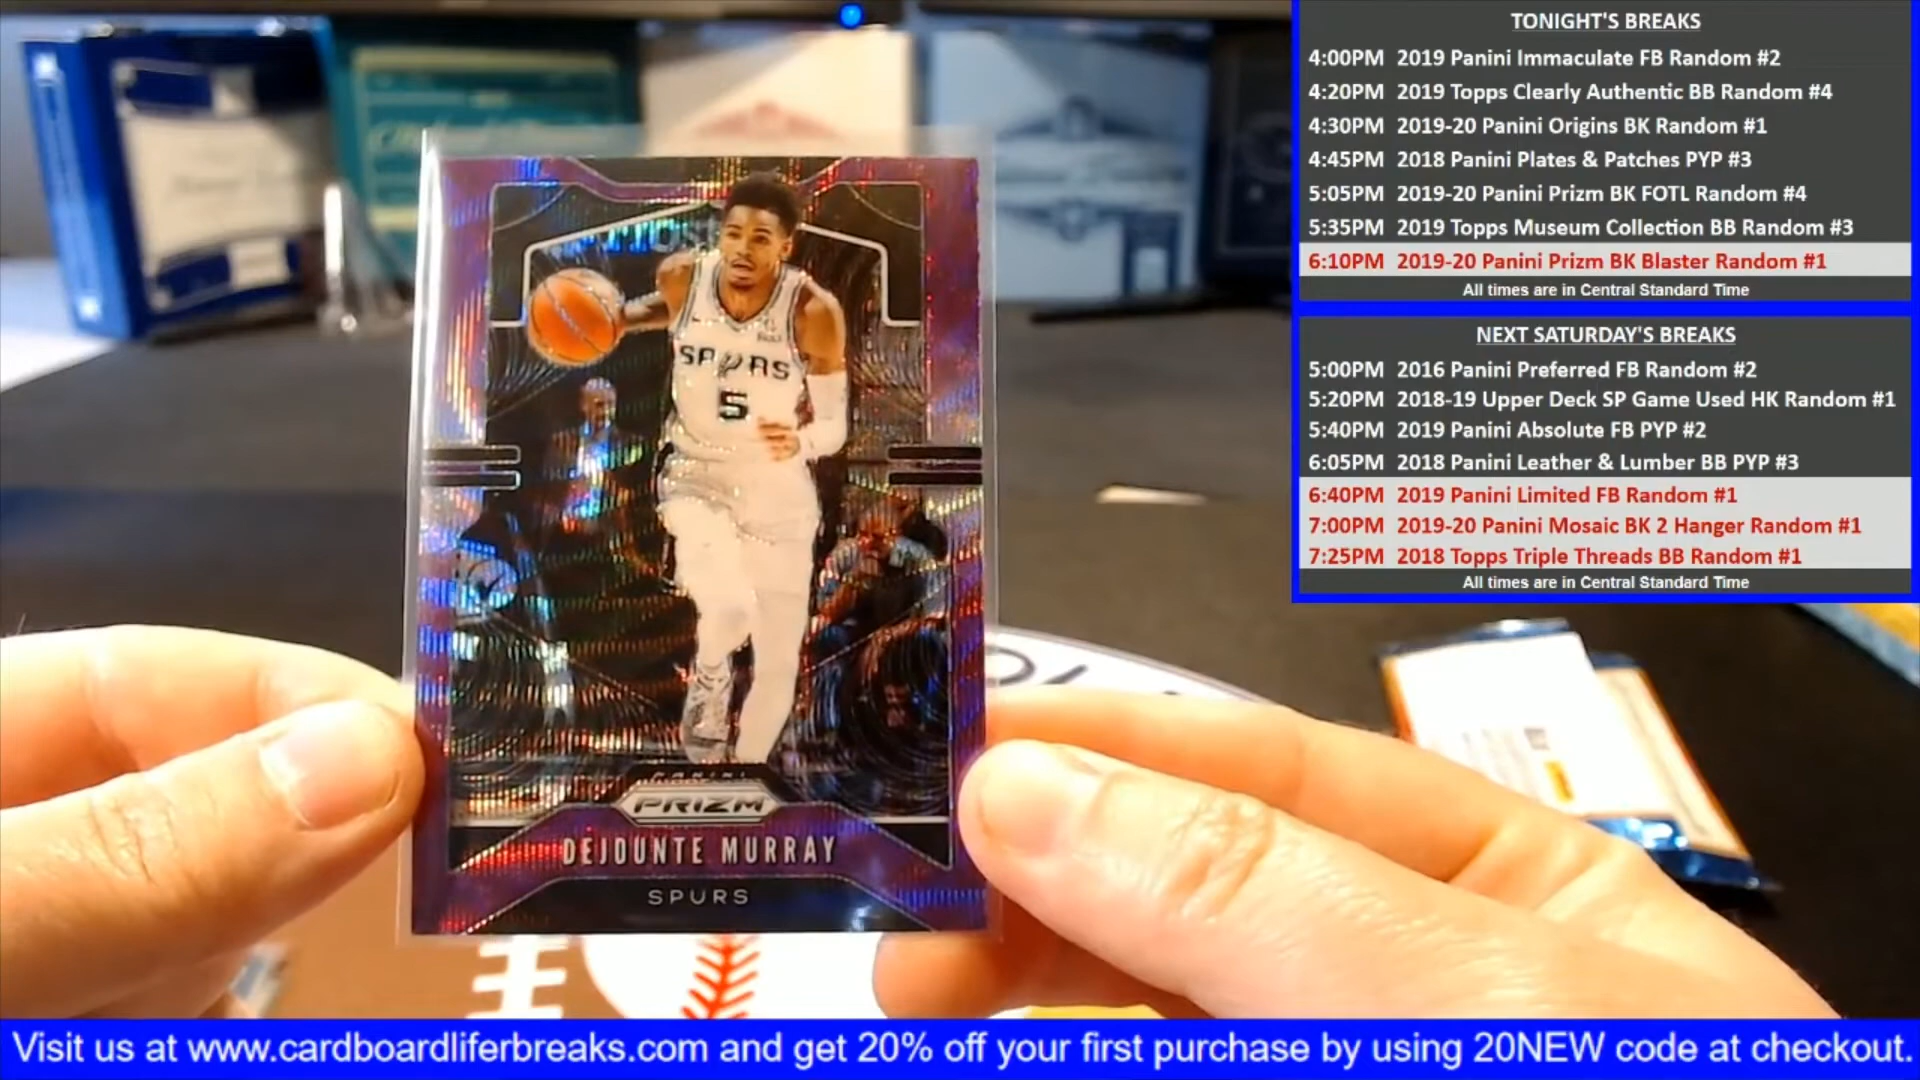 TONIGHT'S BREAKS
4:00PM 2019 Panini Immaculate FB Random #2
4:20PM 2019 Topps Clearly Authentic BB Random #4
4:30PM 2019-20 Panini Origins BK Random #1
4:45PM 2018 Panini Plates & Patches PYP #3
5:05PM 2019-20 Panini Prizm BK FOTL Random #4
5:35PM 2019 Topps Museum Collection BB Random #3
6:10PM 2019-20 Panini Prizm BK Blaster Random #1
All times are in Central Standard Time
NEXT SATURDAY'S BREAKS
5:00PM 2016 Panini Preferred FB Random #2
5:20PM 2018-19 Upper Deck SP Game Used HK Random #1
5:40PM 2019 Panini Absolute FB PYP #2
6:05PM 2018 Panini Leather & Lumber BB PYP #3
6:40PM 2019 Panini Limited FB Random #1
7:00PM 2019-20 Panini Mosaic BK 2 Hanger Random #1
7:25PM 2018 Topps Triple Threads BB Random #1
All times are in Central Standard Time
SPURS
5
PANINI
PRIZM
DEJOUNTE MURRAY
SPURS
Visit us at www.cardboardliferbreaks.com and get 20% off your first purchase by using 20NEW code at checkout.